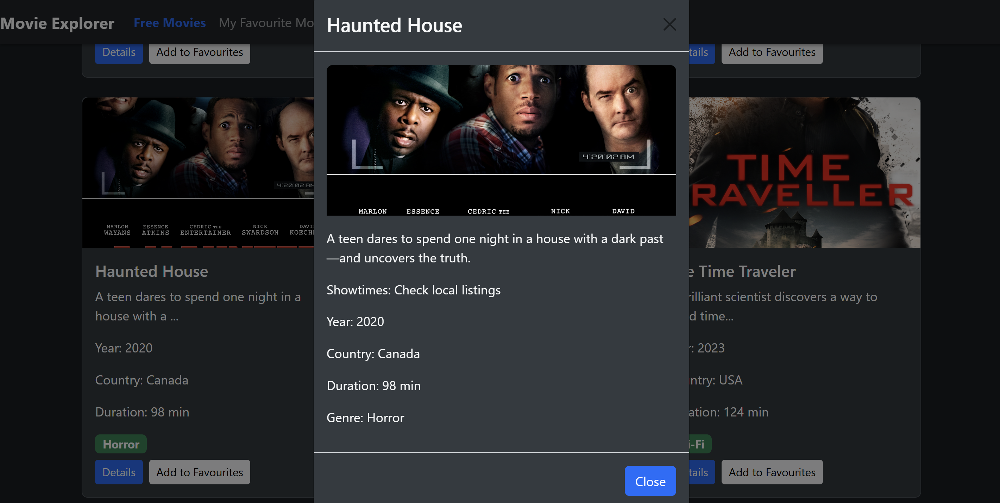 Movie Explorer
Free Movies
My Favourite Mo
Details
Add to Favourites
tails
Add to Favourites
4:20:02 AM
MARLON ESSENCE CEDRIC THE NICK DAVI
WAYANS ATKINS ENTERTAINER SWARDSON KOECH
Haunted House
A teen dares to spend one night in a
house with a ...
Year: 2020
Country: Canada
Duration: 98 min
Horror
Details
Add to Favourites
Haunted House
4:20:02 AM
MARLON ESSENCE CEDRIC THE NICK DAVID
A teen dares to spend one night in a house with a dark past
—and uncovers the truth.
Showtimes: Check local listings
Year: 2020
Country: Canada
Duration: 98 min
Genre: Horror
Close
TIME
RAVELLER
e Time Traveler
rilliant scientist discovers a way to
d time...
r: 2023
ntry: USA
ation: 124 min
i-Fi
tails
Add to Favourites